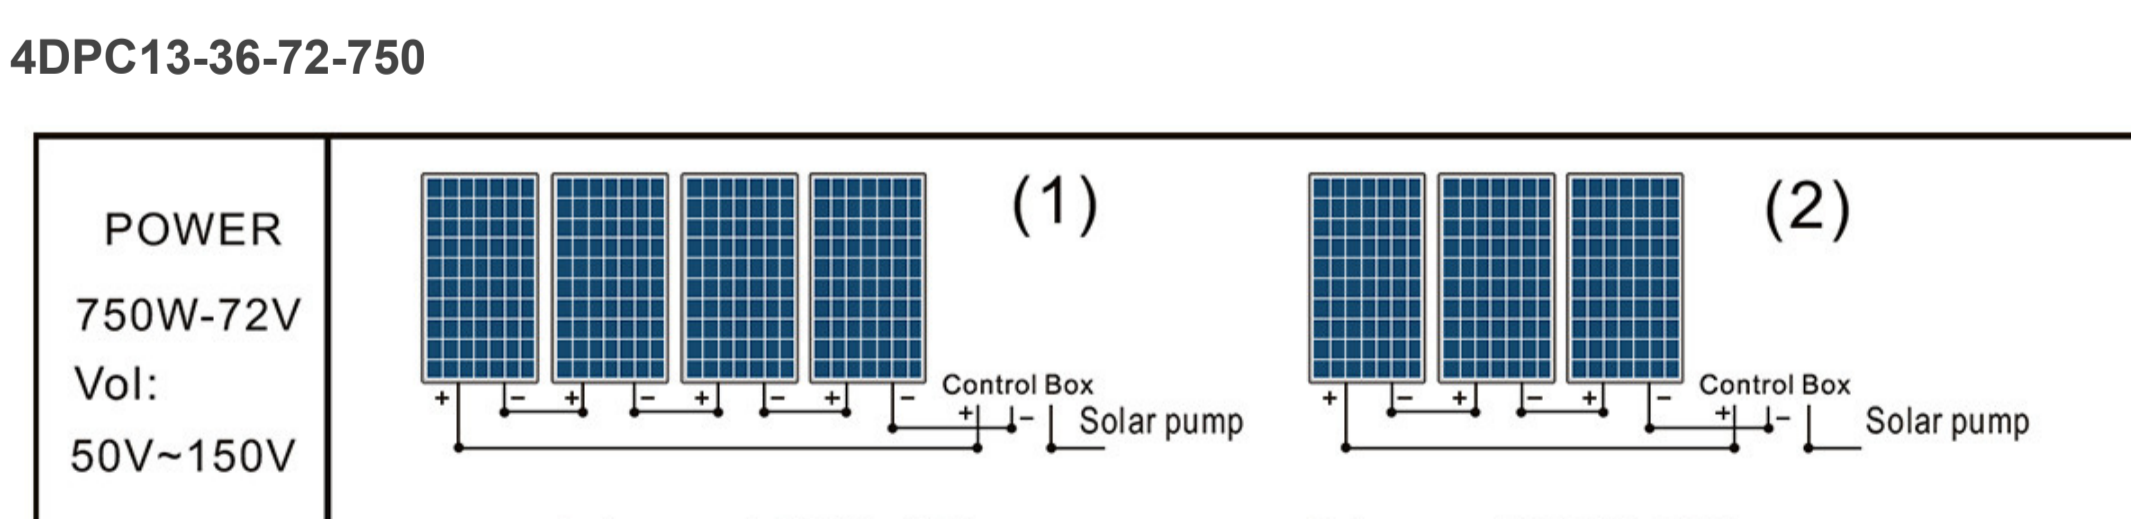 4DPC13-36-72-750
POWER
750W-72V
Vol:
50V~150V
(1)
+ - + - + - + -
Control Box
+ -
Solar pump
(2)
+ - + - + -
Control Box
+ -
Solar pump